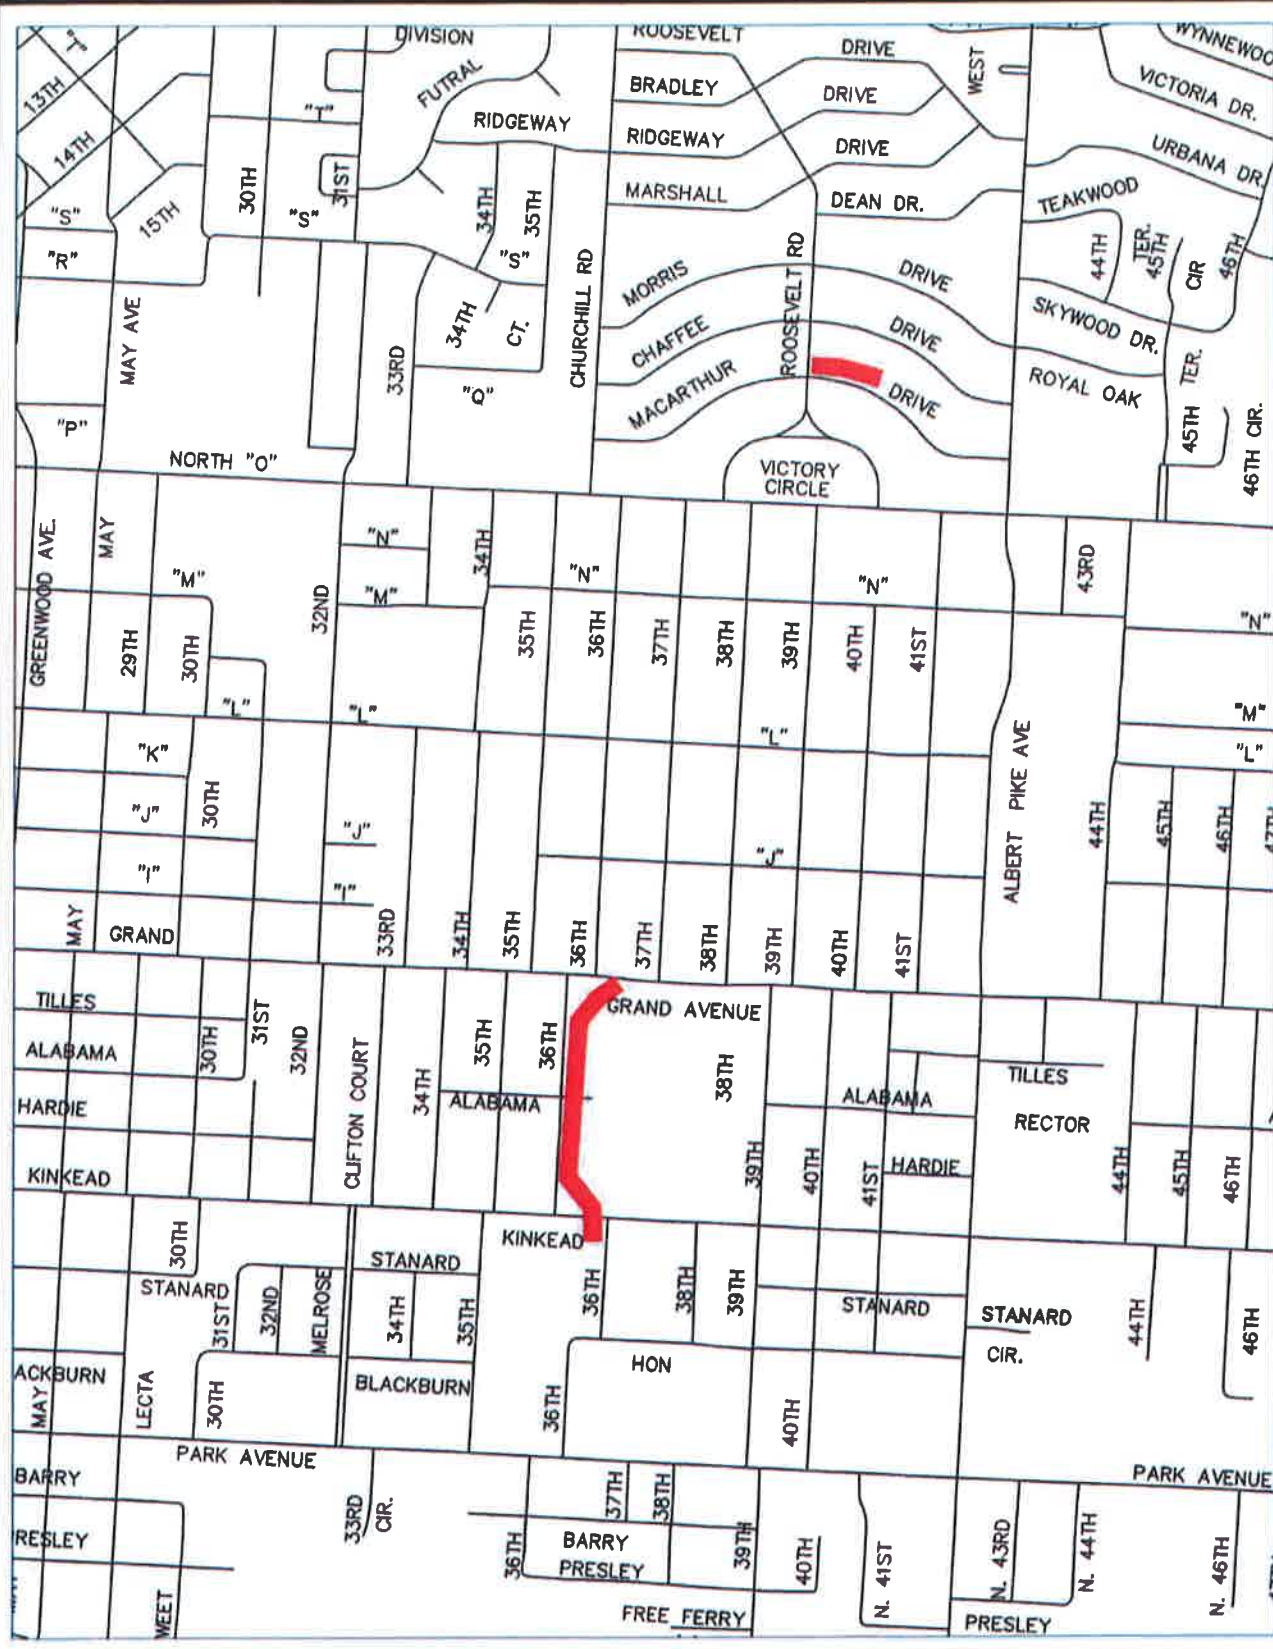 DIVISION
ROOSEVELT
DRIVE
WEST
"T"
FUTRAL
BRADLEY
DRIVE
VICTORIA DR.
13TH
"T"
RIDGEWAY
RIDGEWAY
DRIVE
URBANA DR.
14TH
30TH
31ST
34TH
35TH
MARSHALL
DEAN DR.
TEAKWOOD
"S"
15TH
"S"
"S"
44TH
TER.
45TH
CIR
46TH
"R"
MORRIS
DRIVE
MAY AVE
34TH
CT.
CHURCHILL RD
ROOSEVELT RD
SKYWOOD DR.
33RD
CHAFFEE
DRIVE
TER.
"Q"
MACARTHUR
DRIVE
ROYAL OAK
45TH
46TH CIR.
"P"
NORTH "O"
VICTORY
CIRCLE
GREENWOOD AVE.
MAY
"N"
34TH
"N"
"N"
43RD
"M"
32ND
"M"
"N"
29TH
30TH
35TH
36TH
37TH
38TH
39TH
40TH
41ST
"L"
"L"
"L"
"M"
"L"
"K"
ALBERT PIKE AVE
"J"
30TH
"J"
"J"
44TH
45TH
46TH
47TH
"I"
"I"
MAY
GRAND
33RD
34TH
35TH
36TH
37TH
38TH
39TH
40TH
41ST
TILLES
31ST
GRAND AVENUE
ALABAMA
30TH
32ND
CLIFTON COURT
35TH
36TH
38TH
TILLES
HARDIE
34TH
ALABAMA
ALABAMA
RECTOR
KINKEAD
39TH
40TH
41ST
HARDIE
44TH
45TH
46TH
30TH
KINKEAD
STANARD
STANARD
31ST
32ND
MELROSE
34TH
35TH
36TH
38TH
39TH
STANARD
STANARD
CIR.
44TH
46TH
ACKBURN
MAY
LECTA
30TH
BLACKBURN
36TH
HON
40TH
PARK AVENUE
PARK AVENUE
BARRY
33RD
CIR.
37TH
38TH
RESLEY
36TH
BARRY
PRESLEY
39TH
40TH
N. 41ST
N. 43RD
N. 44TH
N. 46TH
WEET
FREE FERRY
PRESLEY